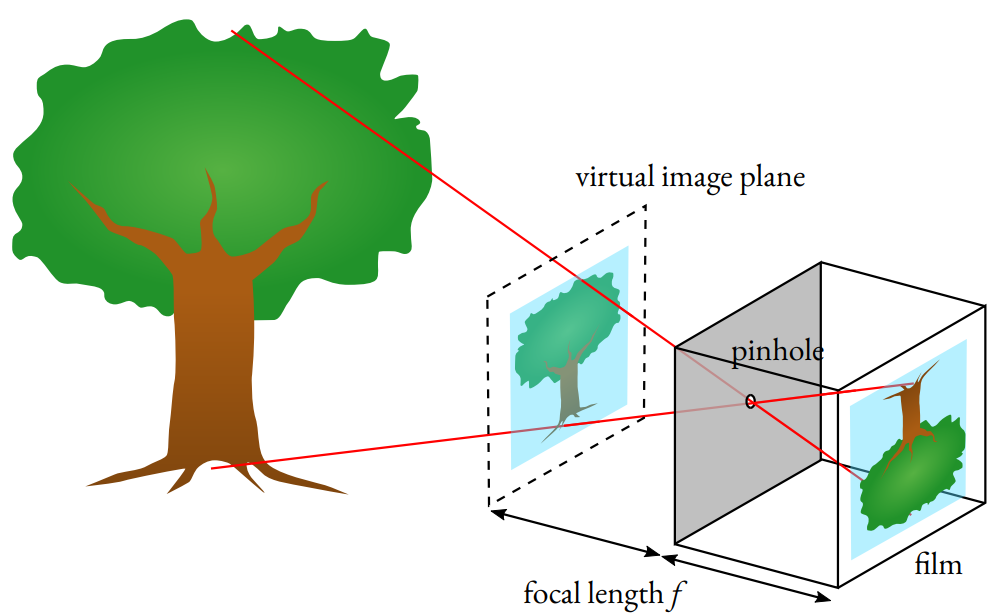 virtual image plane
pinhole
film
focal length f